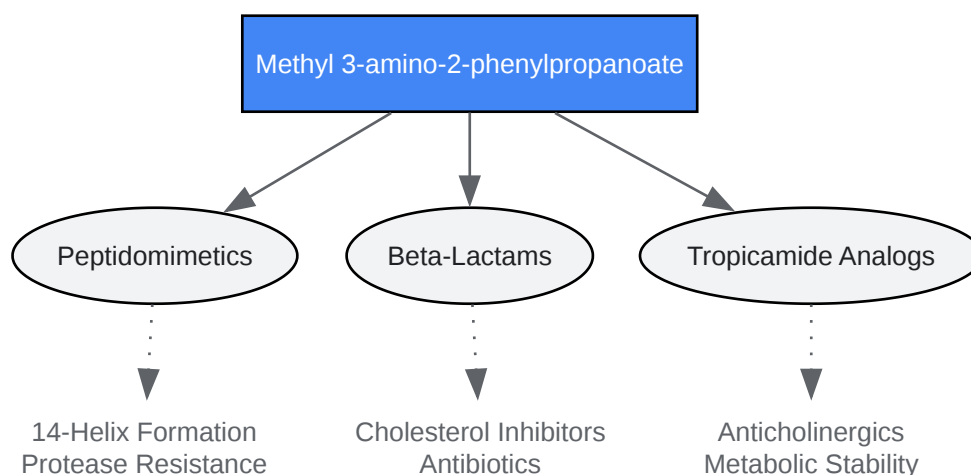 Methyl 3-amino-2-phenylpropanoate
Peptidomimetics
Beta-Lactams
Tropicamide Analogs
14-Helix Formation
Protease Resistance
Cholesterol Inhibitors
Antibiotics
Anticholinergics
Metabolic Stability